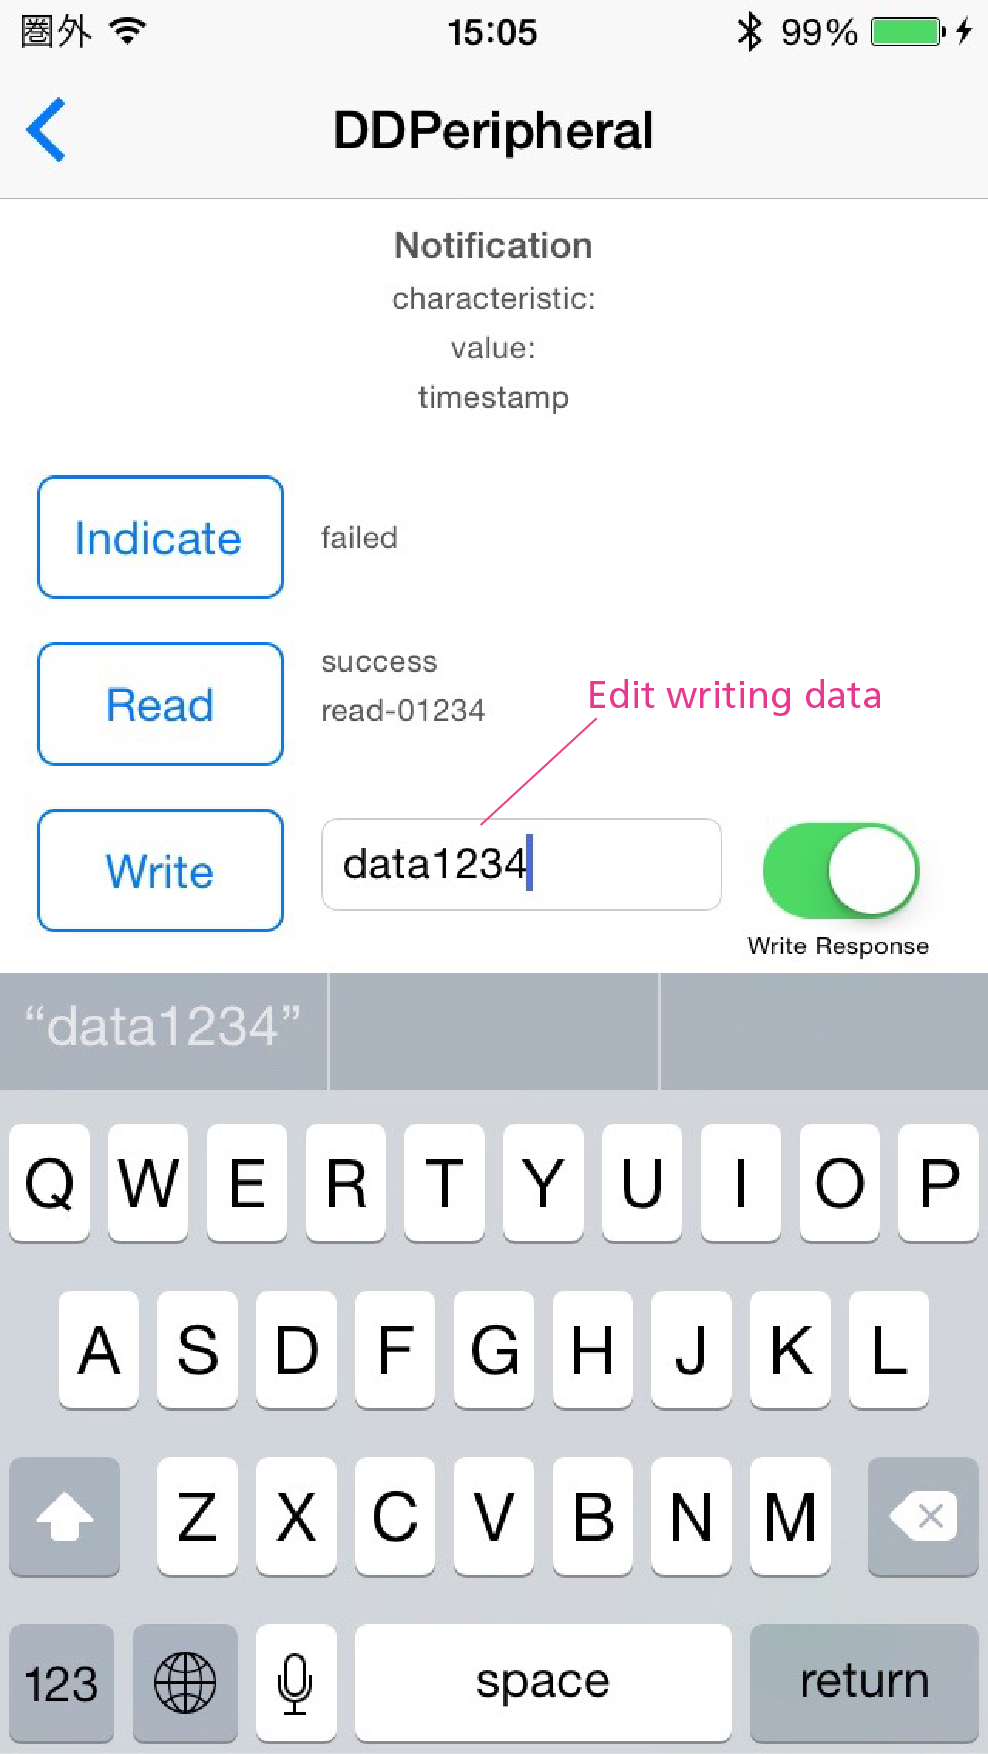 圏外 15:05 99%
DDPeripheral
Notification
characteristic:
value:
timestamp
Indicate failed
success
Read read-01234
Edit writing data
Write data1234
Write Response
“data1234”
Q W E R T Y U I O P
A S D F G H J K L
Z X C V B N M
123 space return